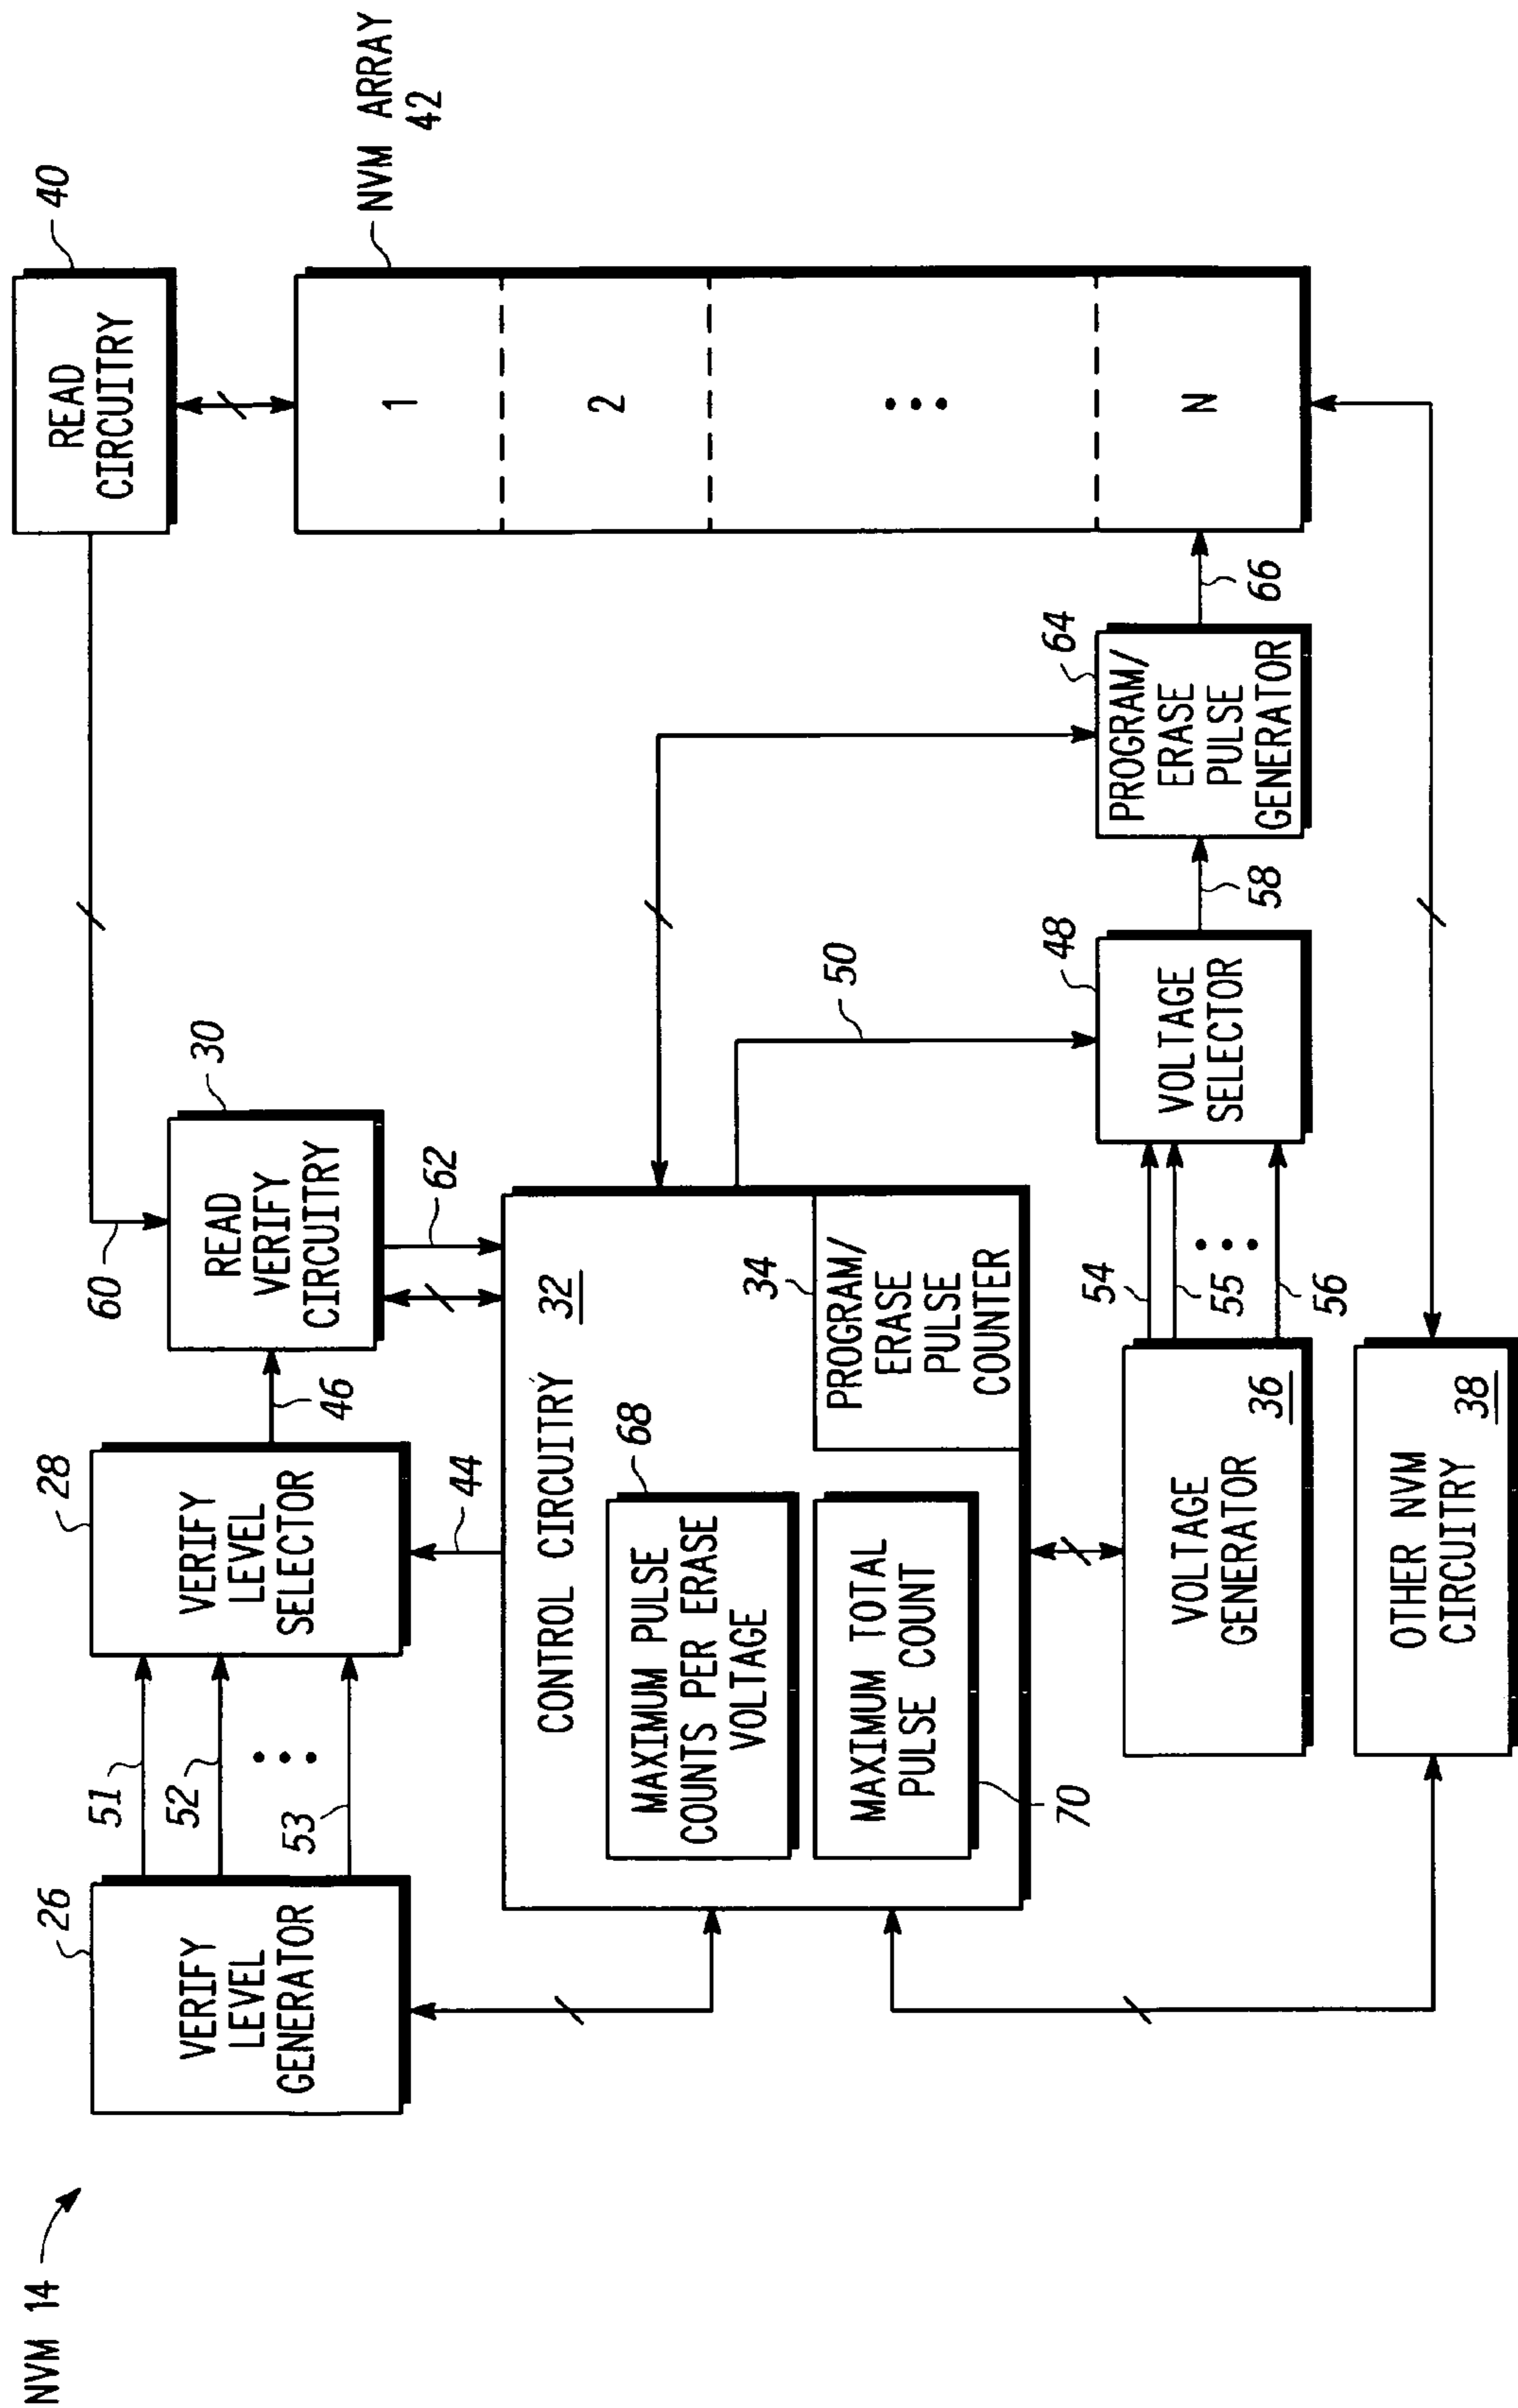 NVM 14
26
VERIFY
LEVEL
GENERATOR
51
52
53
28
VERIFY
LEVEL
SELECTOR
46
44
60
30
READ
VERIFY
CIRCUITRY
62
40
READ
CIRCUITRY
NVM ARRAY
42
1
2
N
CONTROL CIRCUITRY
32
68
MAXIMUM PULSE
COUNTS PER ERASE
VOLTAGE
MAXIMUM TOTAL
PULSE COUNT
70
34
PROGRAM/
ERASE
PULSE
COUNTER
50
VOLTAGE
GENERATOR
36
54
55
56
48
VOLTAGE
SELECTOR
58
64
PROGRAM/
ERASE
PULSE
GENERATOR
66
OTHER NVM
CIRCUITRY
38